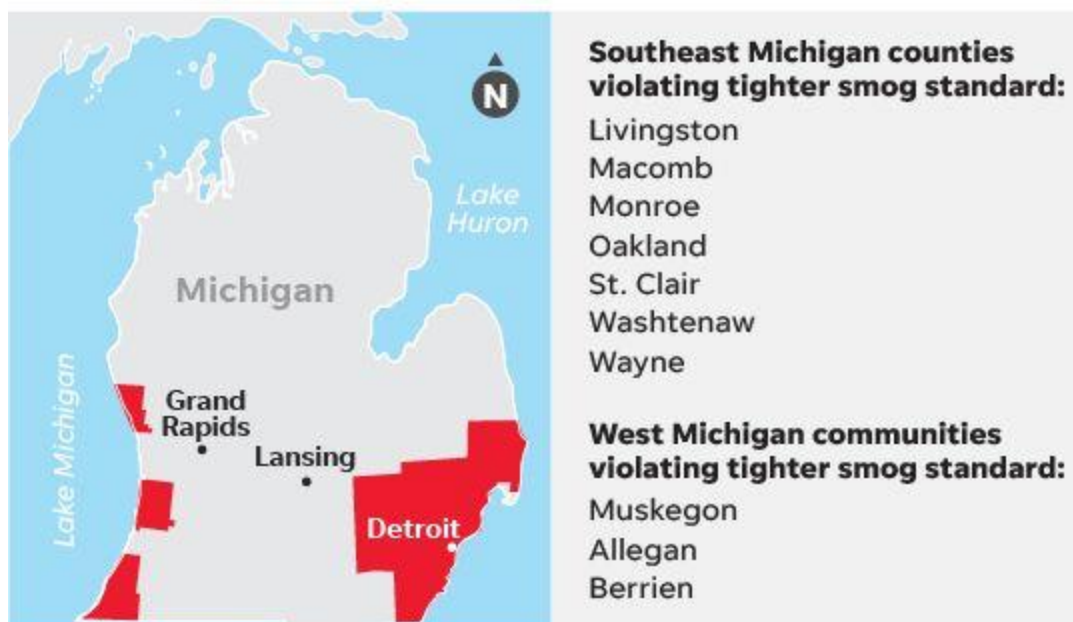 N
Lake
Huron
Michigan
Lake Michigan
Grand
Rapids
Lansing
Detroit
Southeast Michigan counties
violating tighter smog standard:
Livingston
Macomb
Monroe
Oakland
St. Clair
Washtenaw
Wayne
West Michigan communities
violating tighter smog standard:
Muskegon
Allegan
Berrien